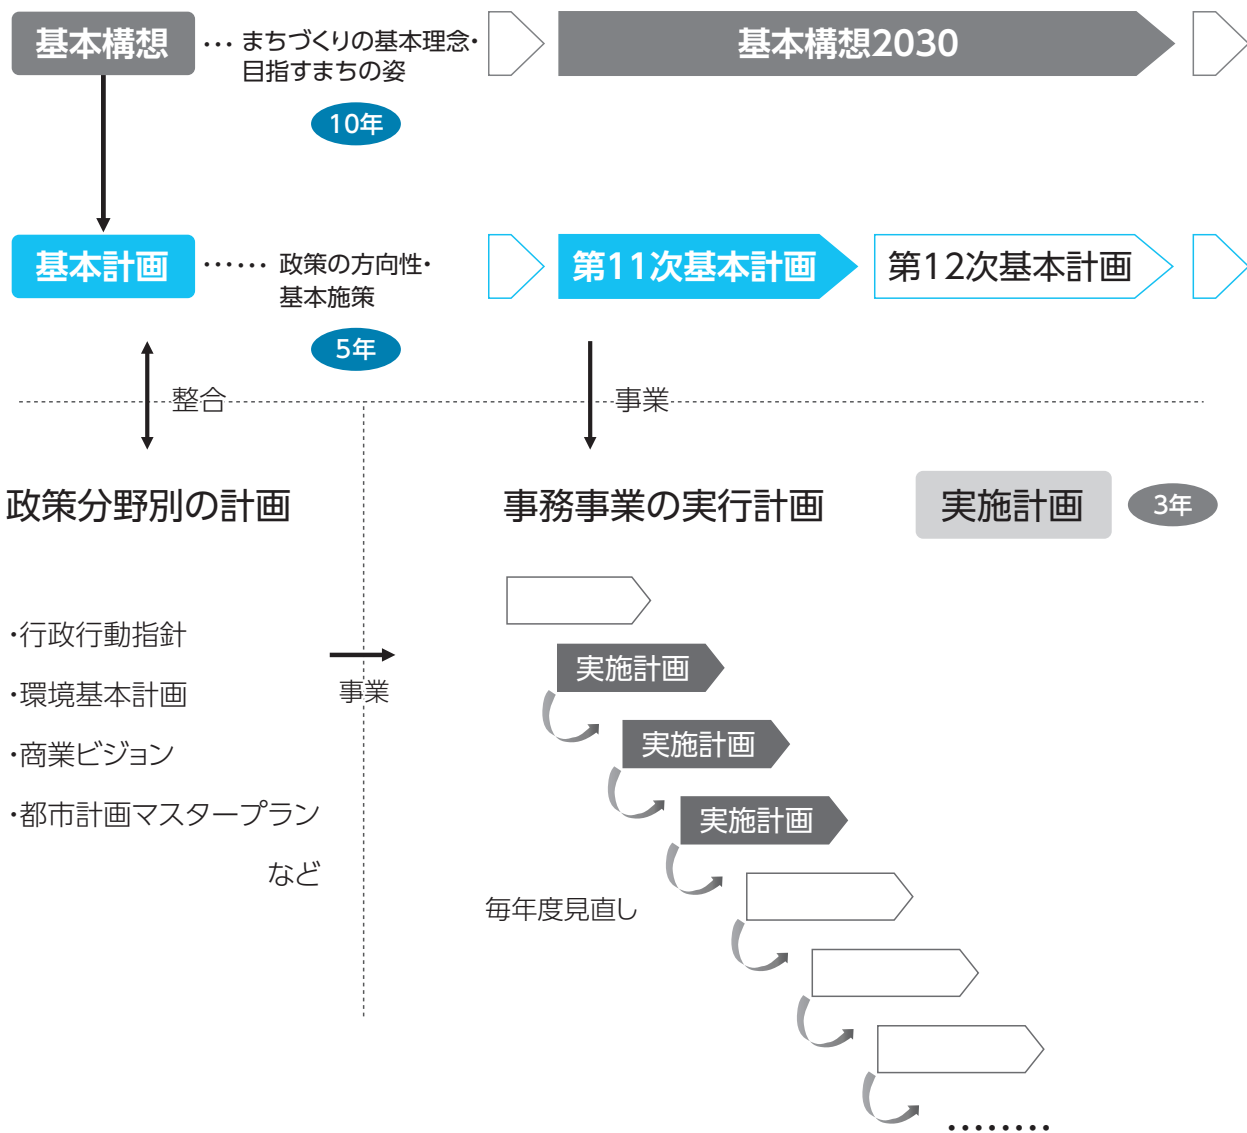 基本構想
… まちづくりの基本理念・
目指すまちの姿
10年
基本構想2030
基本計画
…… 政策の方向性・
基本施策
5年
第11次基本計画
第12次基本計画
整合
事業
政策分野別の計画
・行政行動指針
・環境基本計画
・商業ビジョン
・都市計画マスタープラン
など
事業
事務事業の実行計画
実施計画
3年
実施計画
実施計画
実施計画
毎年度見直し
‥‥‥‥